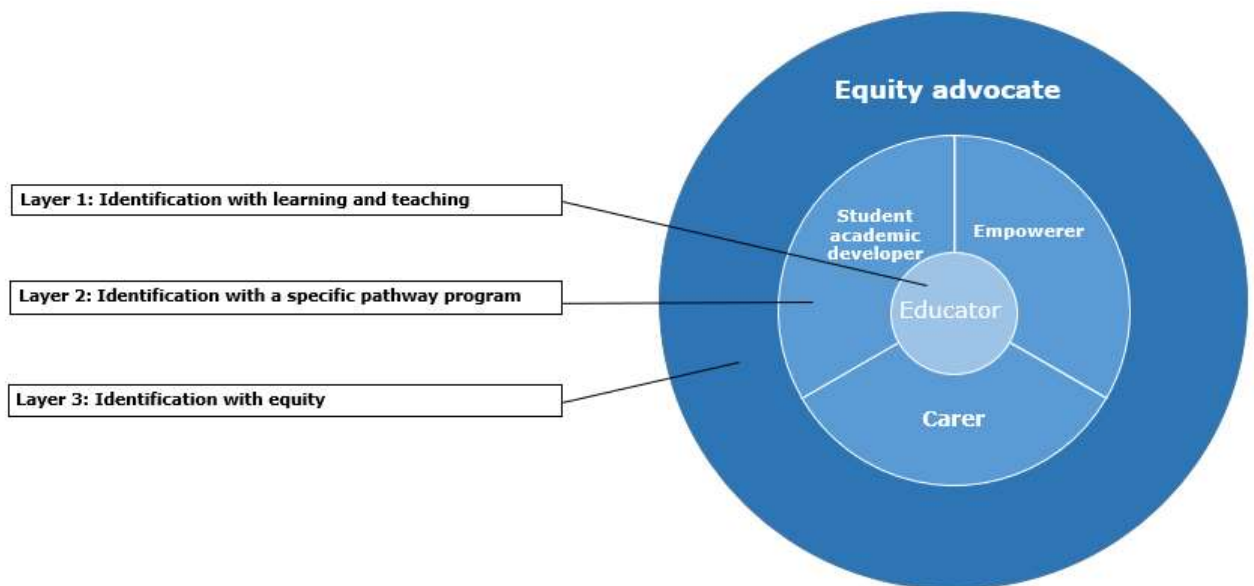 Equity advocate
Layer 1: Identification with learning and teaching
Student
academic
developer
Empowerer
Layer 2: Identification with a specific pathway program
Educator
Layer 3: Identification with equity
Carer